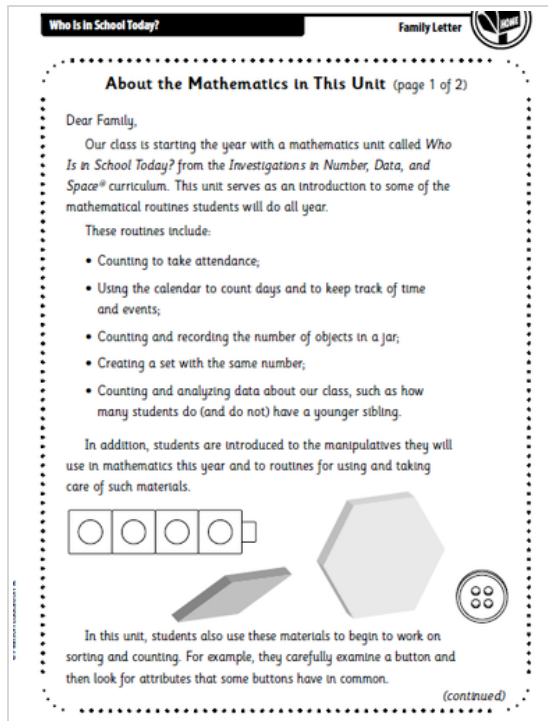 Who Is in School Today?
Family Letter
HOME
About the Mathematics in This Unit (page 1 of 2)
Dear Family,
Our class is starting the year with a mathematics unit called Who
Is in School Today? from the Investigations in Number, Data, and
Space® curriculum. This unit serves as an introduction to some of the
mathematical routines students will do all year.
These routines include:
• Counting to take attendance;
• Using the calendar to count days and to keep track of time
and events;
• Counting and recording the number of objects in a jar;
• Creating a set with the same number;
• Counting and analyzing data about our class, such as how
many students do (and do not) have a younger sibling.
In addition, students are introduced to the manipulatives they will
use in mathematics this year and to routines for using and taking
care of such materials.
In this unit, students also use these materials to begin to work on
sorting and counting. For example, they carefully examine a button and
then look for attributes that some buttons have in common.
(continued)